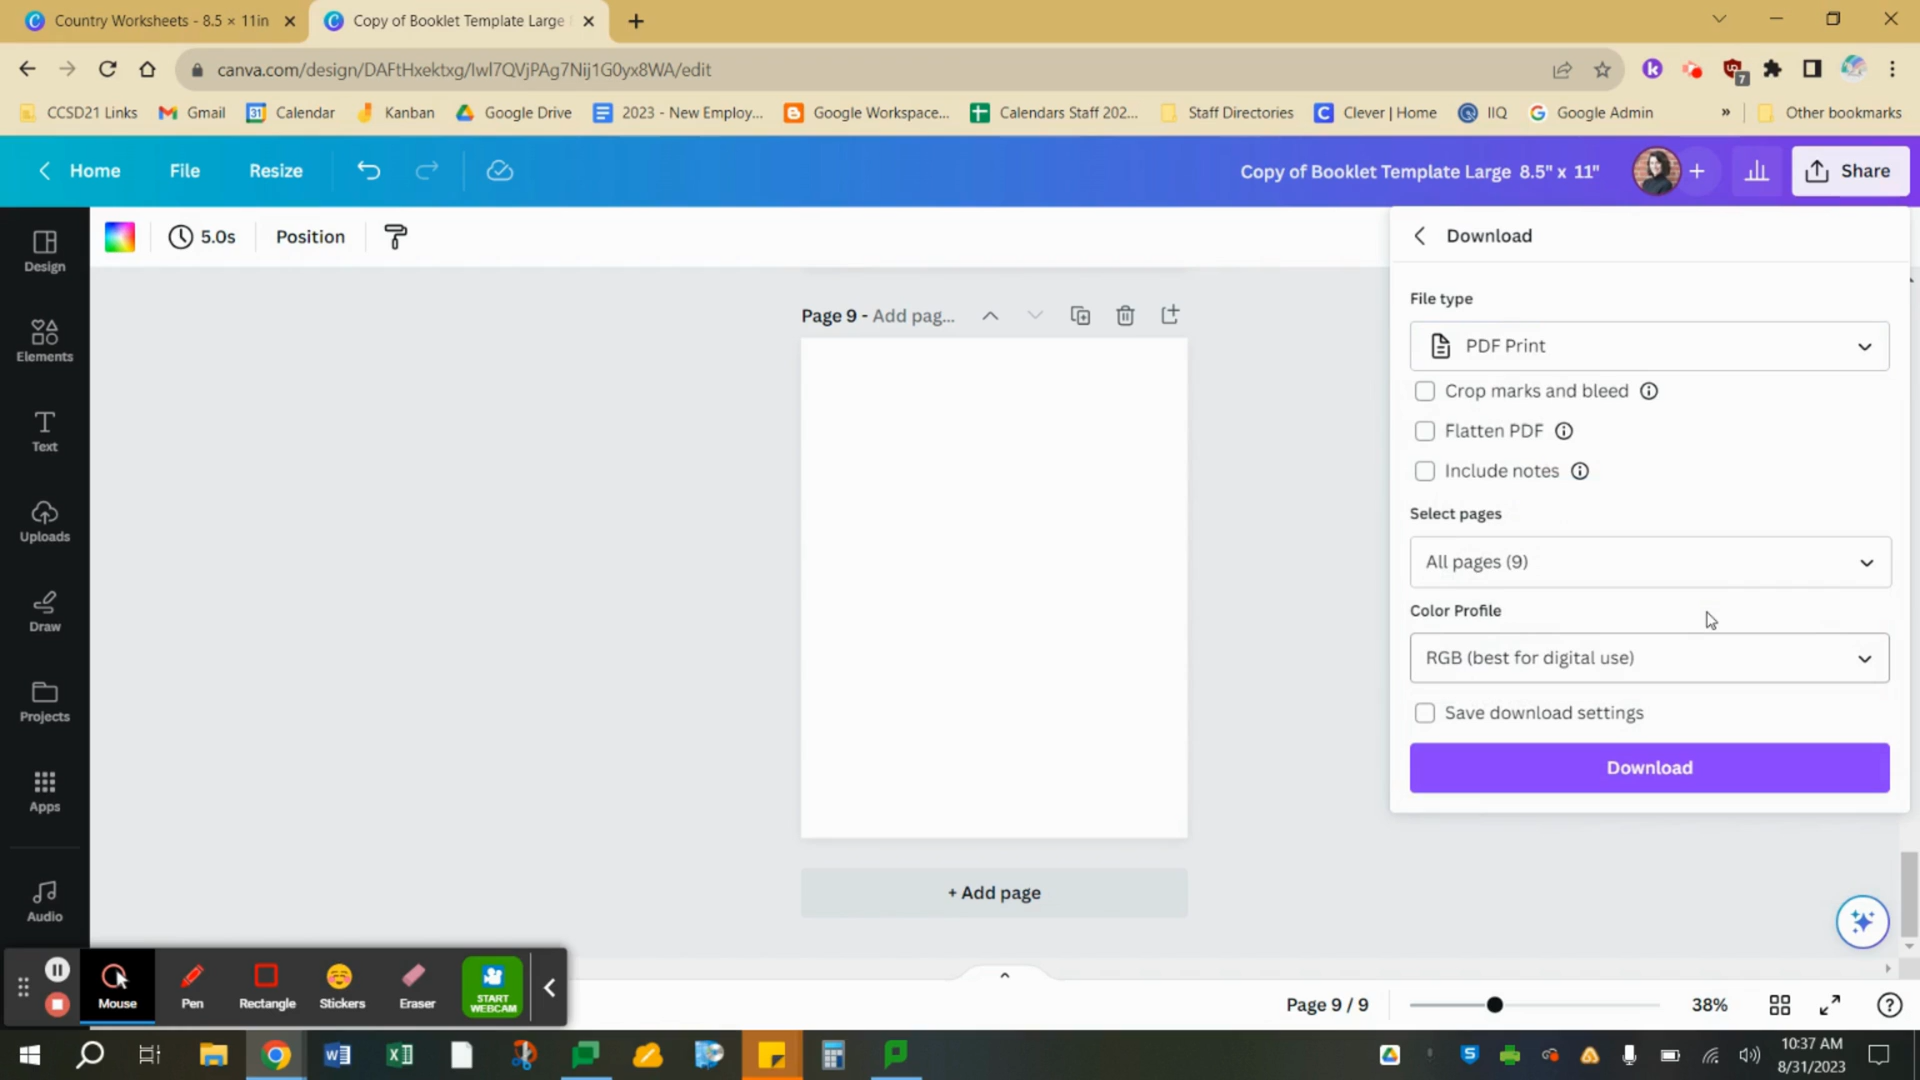 Country Worksheets - 8.5 × 11in
Copy of Booklet Template Large
canva.com/design/DAFtHxektxg/lwl7QVjPAg7Nij1G0yx8WA/edit
7
CCSD21 Links
Gmail
31
Calendar
Kanban
Google Drive
2023 - New Employ...
Google Workspace...
Calendars Staff 202...
Staff Directories
Clever | Home
IIQ
Google Admin
»
Other bookmarks
Home
File
Resize
Copy of Booklet Template Large 8.5" x 11"
Share
5.0s
Position
Download
Design
Elements
Text
Uploads
Draw
Projects
Apps
Audio
Page 9 - Add pag...
File type
PDF Print
Crop marks and bleed
Flatten PDF
Include notes
Select pages
All pages (9)
Color Profile
RGB (best for digital use)
Save download settings
Download
+ Add page
Mouse
Pen
Rectangle
Stickers
Eraser
START
WEBCAM
Page 9 / 9
38%
10:37 AM
8/31/2023